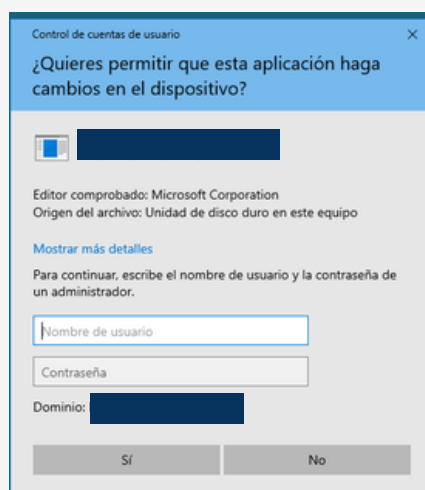 Control de cuentas de usuario
¿Quieres permitir que esta aplicación haga
cambios en el dispositivo?
Editor comprobado: Microsoft Corporation
Origen del archivo: Unidad de disco duro en este equipo
Mostrar más detalles
Para continuar, escribe el nombre de usuario y la contraseña de
un administrador.
Nombre de usuario
Contraseña
Dominio:
Sí No